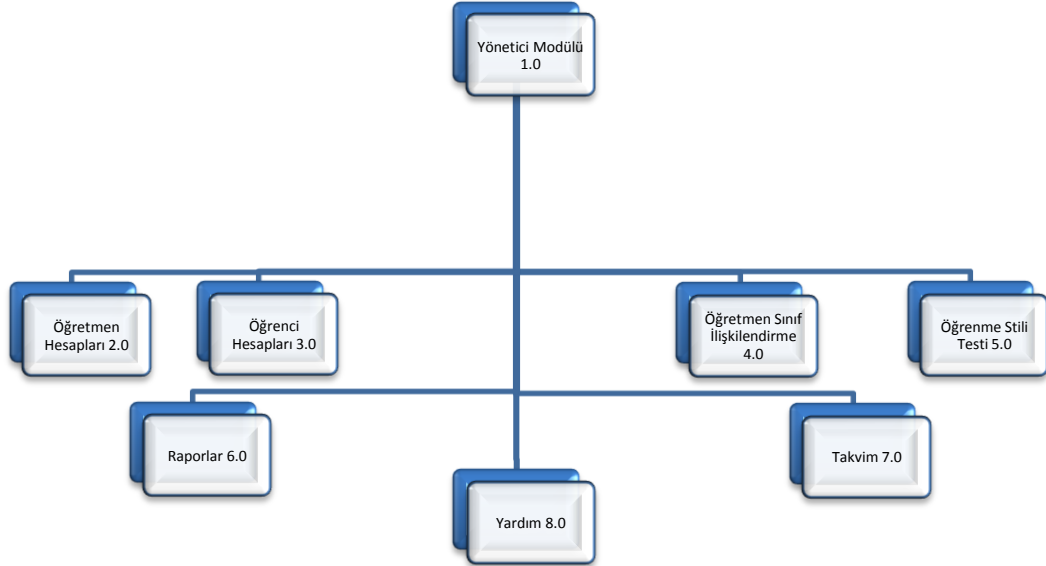 Yönetici Modülü
1.0
Öğretmen
Hesapları 2.0
Öğrenci
Hesapları 3.0
Öğretmen Sınıf
İlişkilendirme
4.0
Öğrenme Stili
Testi 5.0
Raporlar 6.0
Takvim 7.0
Yardım 8.0